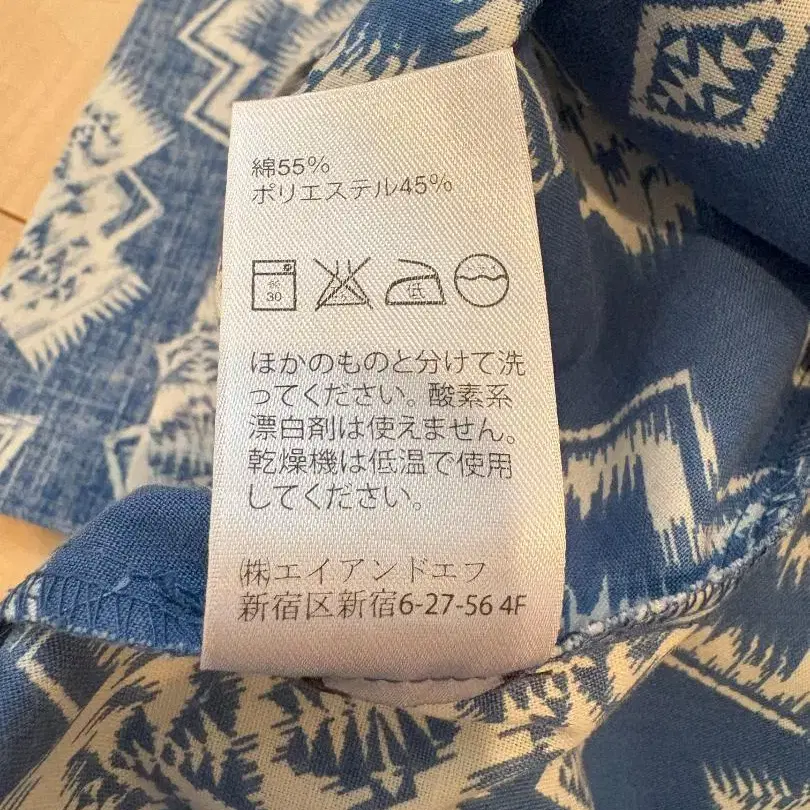 綿55%
ポリエステル45%
30
低
ほかのものと分けて洗
ってください。酸素系
漂白剤は使えません。
乾燥機は低温で使用
してください。
㈱エイアンドエフ
新宿区新宿6-27-56 4F